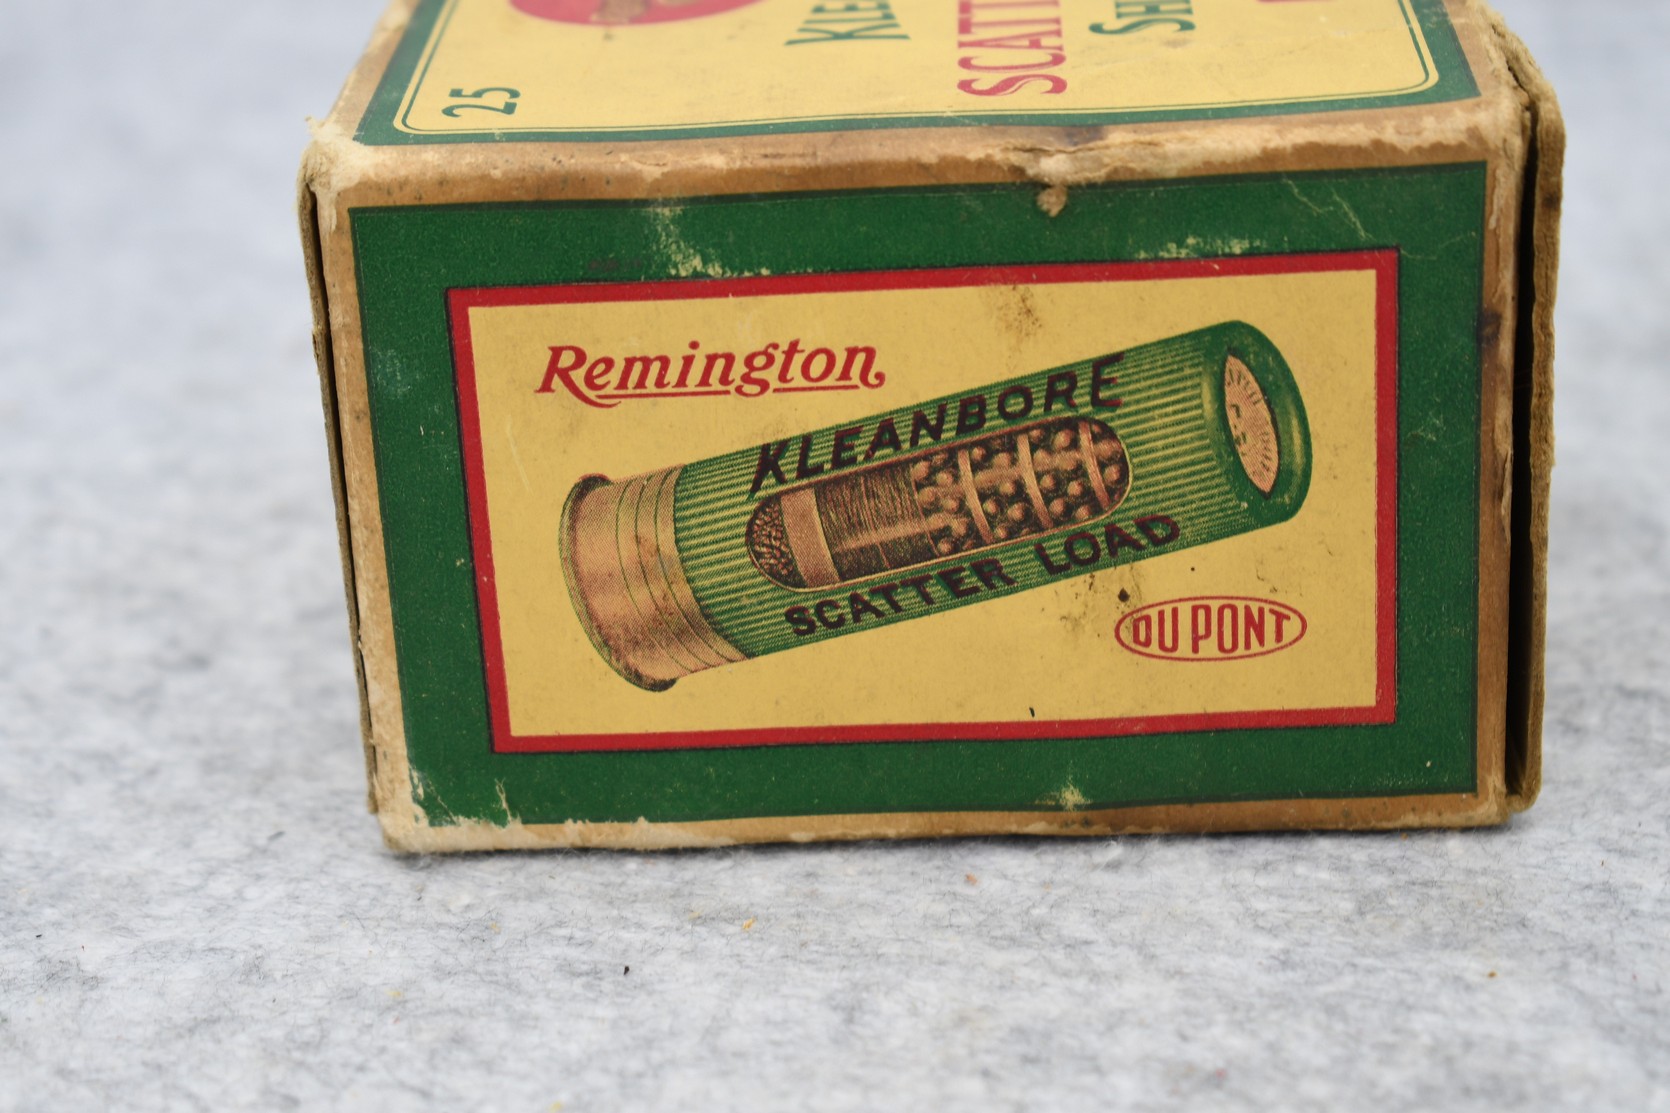 25
Remington
KLEANBORE
SCATTER LOAD
DU PONT